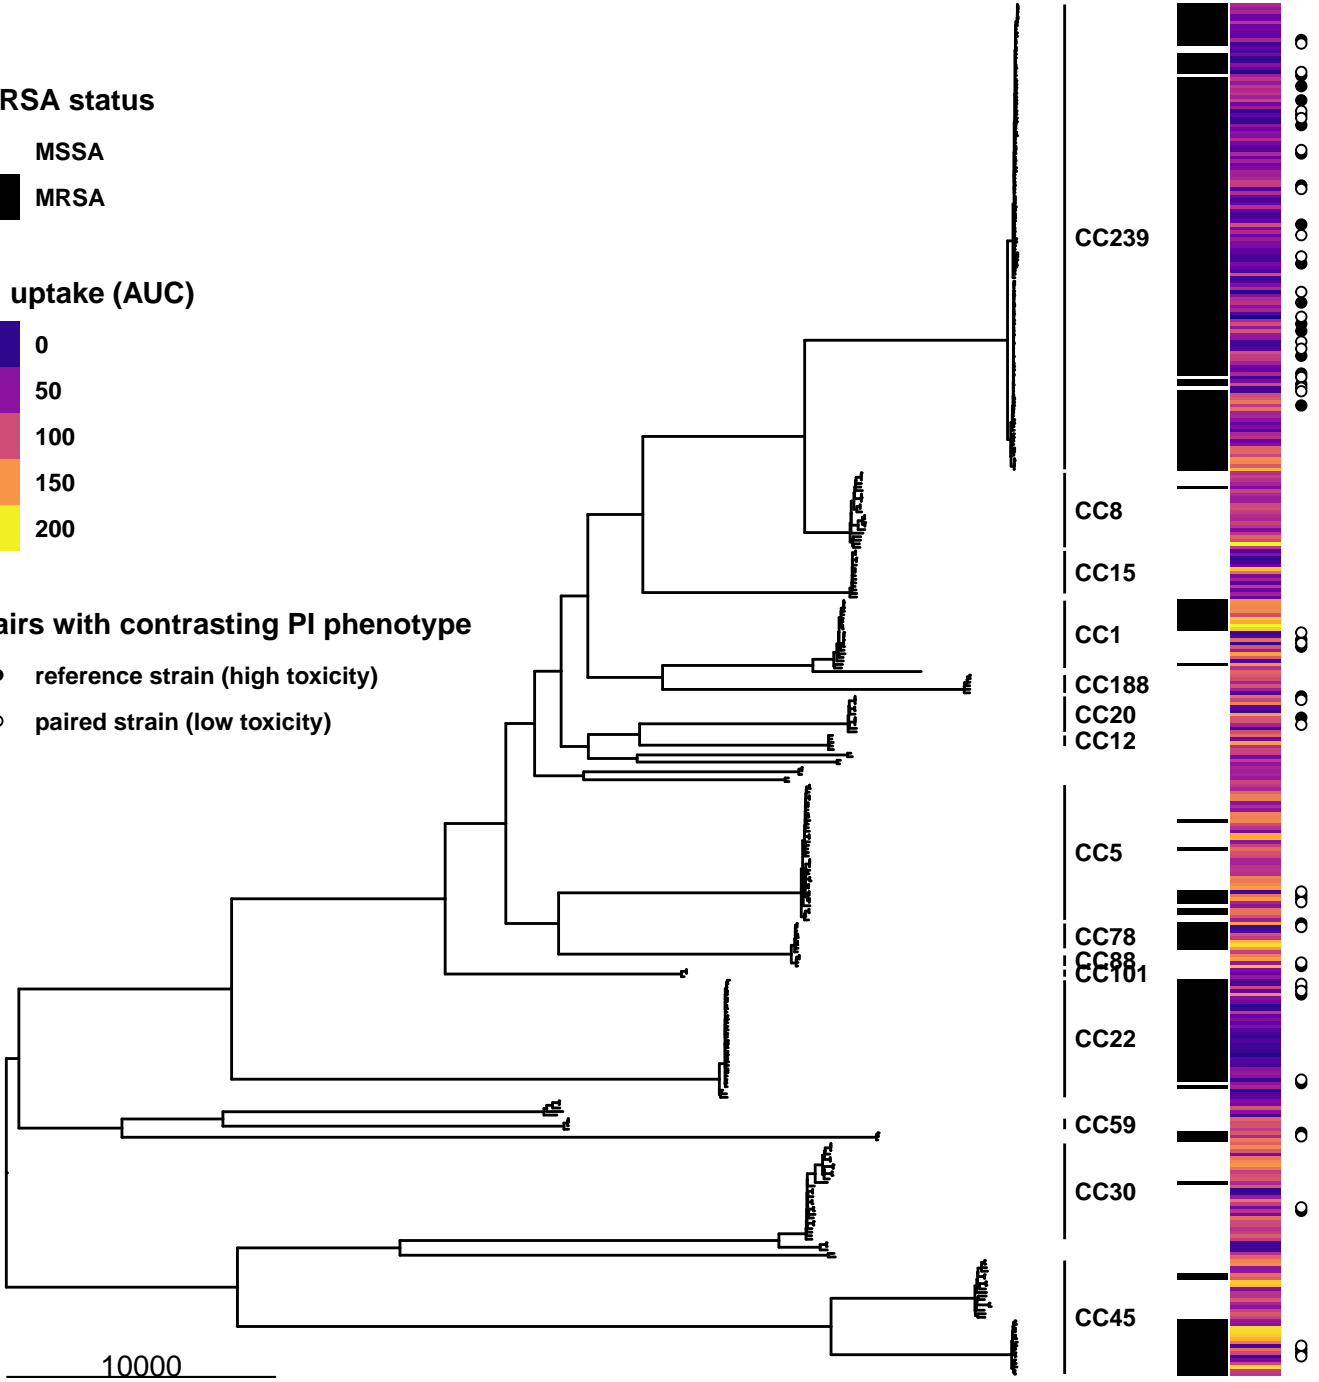 RSA status
MSSA
MRSA
uptake (AUC)
0
50
100
150
200
airs with contrasting PI phenotype
reference strain (high toxicity)
paired strain (low toxicity)
CC239
CC8
CC15
CC1
CC188
CC20
CC12
CC5
CC78
CC88
CC101
CC22
CC59
CC30
CC45
10000